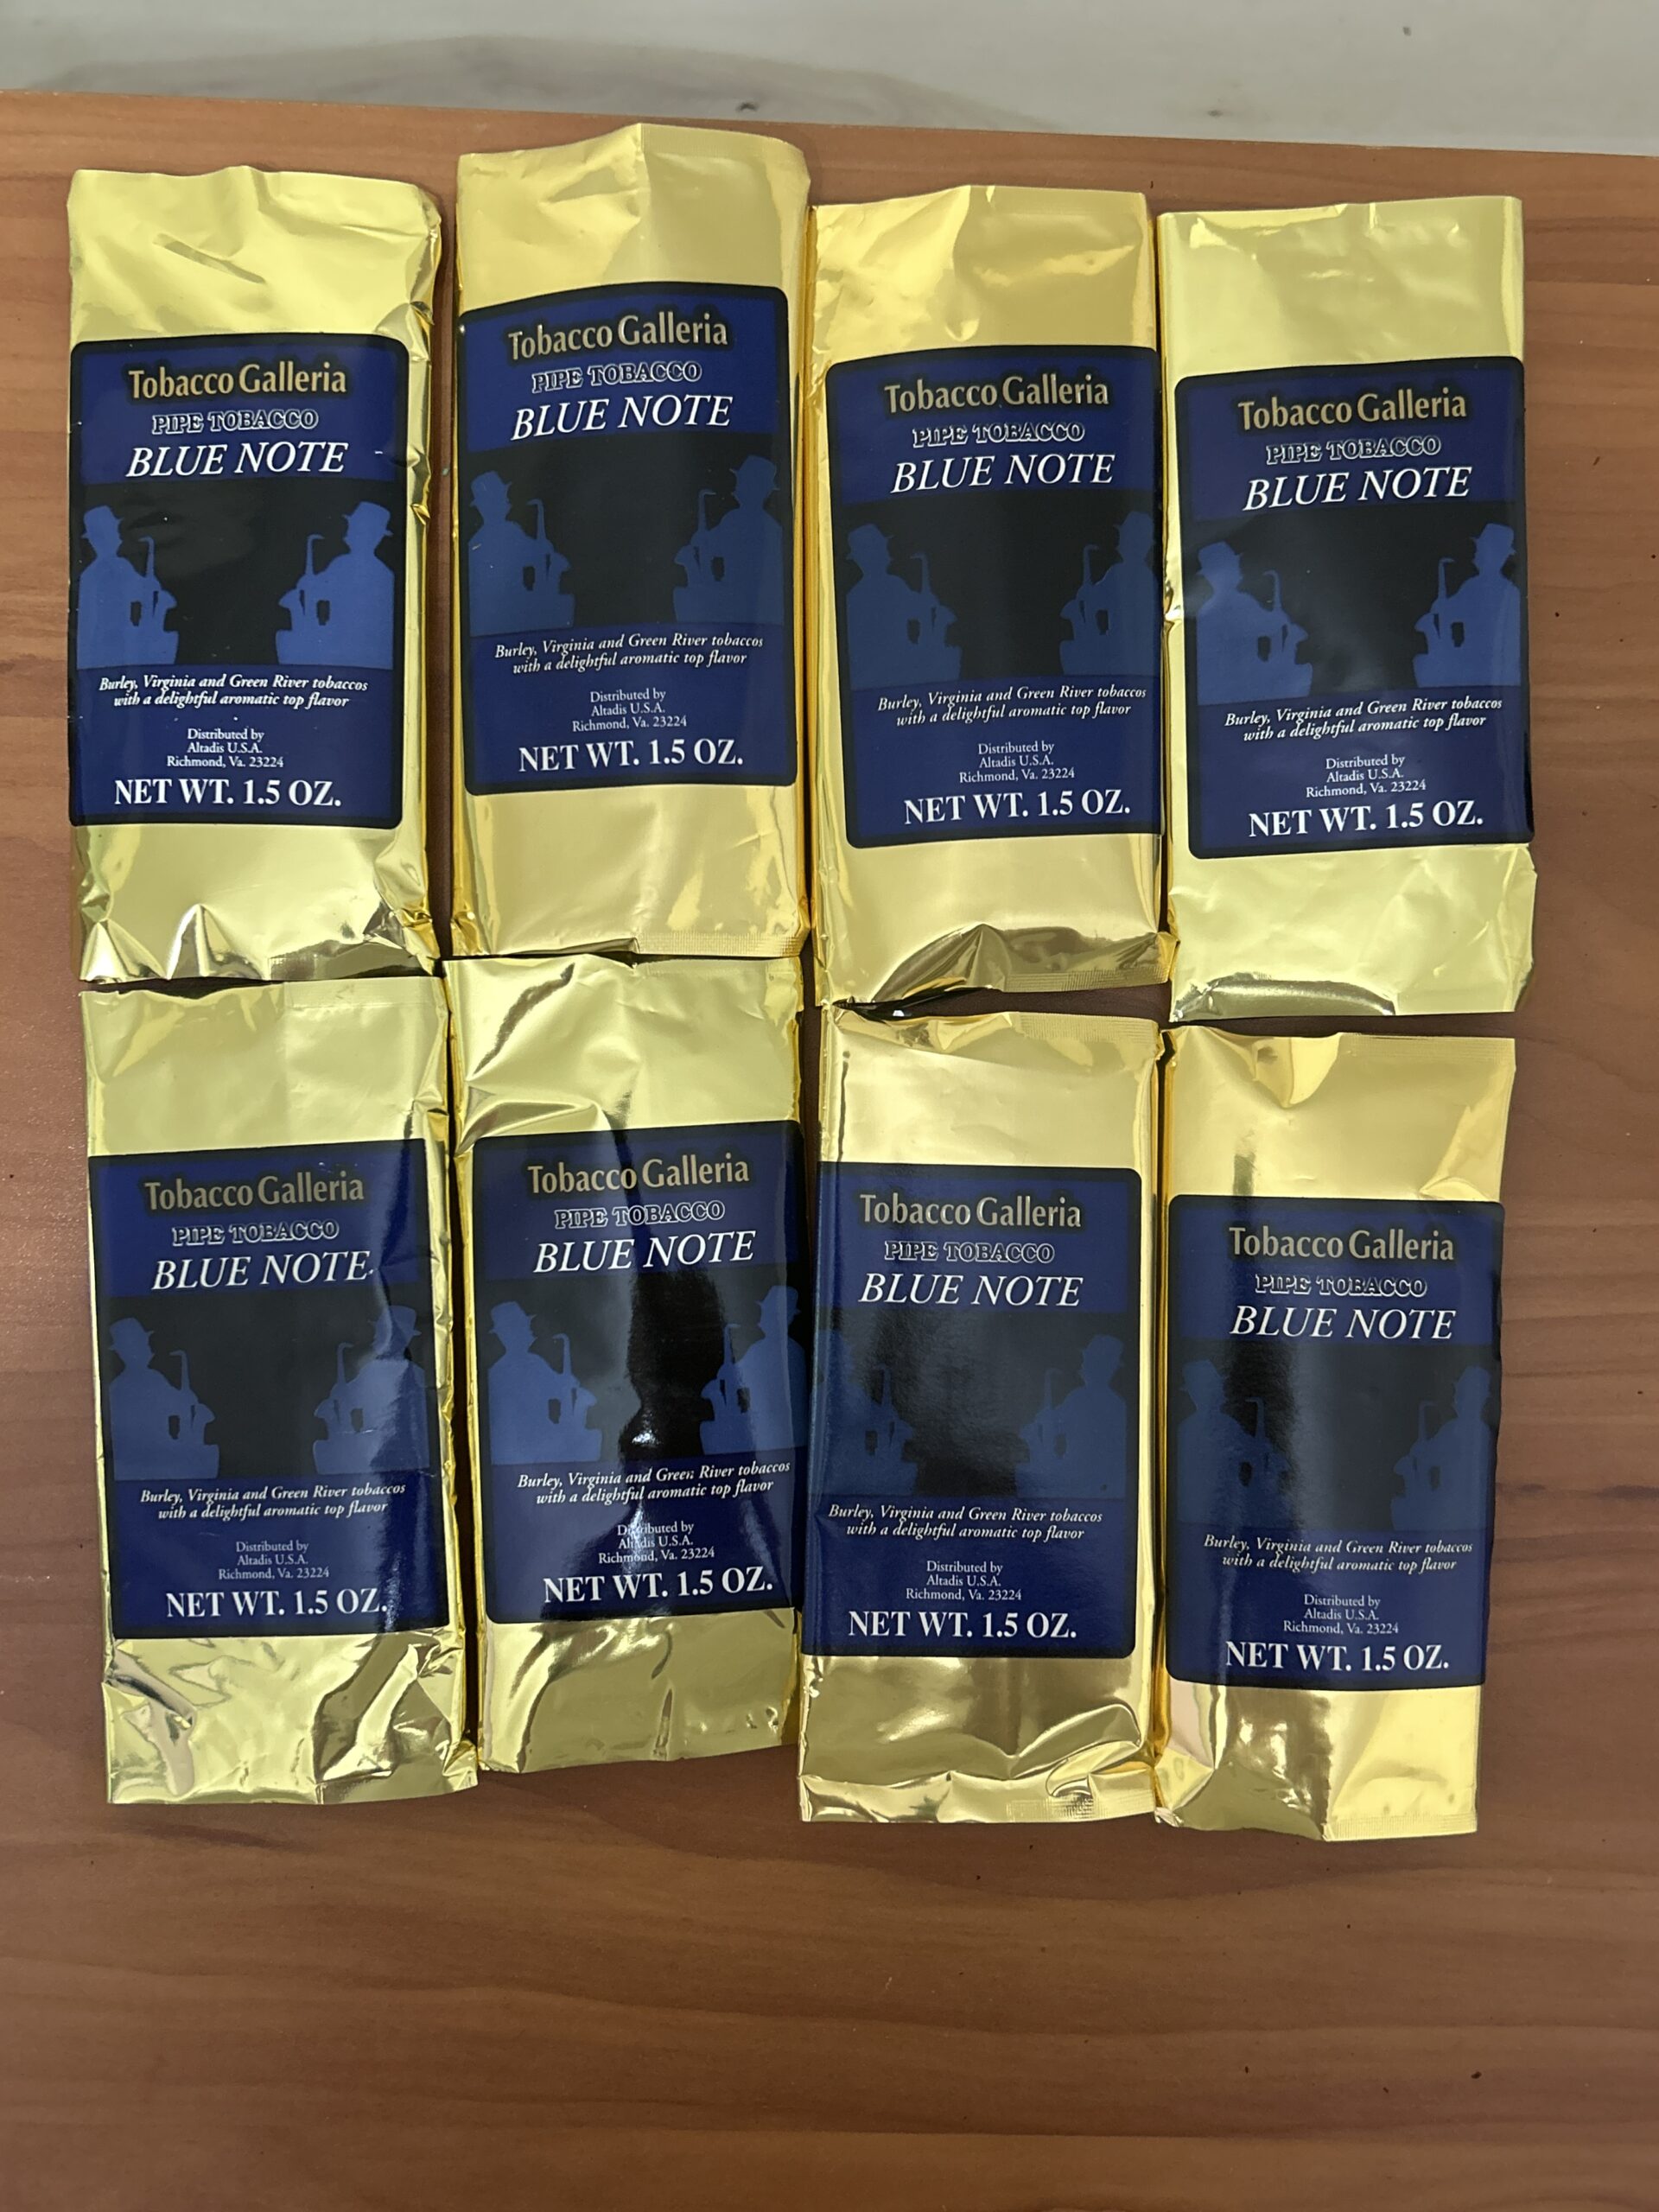 Tobacco Galleria
PIPE TOBACCO
BLUE NOTE
Burley, Virginia and Green River tobaccos
with a delightful aromatic top flavor
Distributed by
Altadis U.S.A.
Richmond, Va. 23224
NET WT. 1.5 OZ.
Tobacco Galleria
PIPE TOBACCO
BLUE NOTE
Burley, Virginia and Green River tobaccos
with a delightful aromatic top flavor
Distributed by
Altadis U.S.A.
Richmond, Va. 23224
NET WT. 1.5 OZ.
Tobacco Galleria
PIPE TOBACCO
BLUE NOTE
Burley, Virginia and Green River tobaccos
with a delightful aromatic top flavor
Distributed by
Altadis U.S.A.
Richmond, Va. 23224
NET WT. 1.5 OZ.
Tobacco Galleria
PIPE TOBACCO
BLUE NOTE
Burley, Virginia and Green River tobaccos
with a delightful aromatic top flavor
Distributed by
Altadis U.S.A.
Richmond, Va. 23224
NET WT. 1.5 OZ.
Tobacco Galleria
PIPE TOBACCO
BLUE NOTE
Burley, Virginia and Green River tobaccos
with a delightful aromatic top flavor
Distributed by
Altadis U.S.A.
Richmond, Va. 23224
NET WT. 1.5 OZ.
Tobacco Galleria
PIPE TOBACCO
BLUE NOTE
Burley, Virginia and Green River tobaccos
with a delightful aromatic top flavor
Distributed by
Altadis U.S.A.
Richmond, Va. 23224
NET WT. 1.5 OZ.
Tobacco Galleria
PIPE TOBACCO
BLUE NOTE
Burley, Virginia and Green River tobaccos
with a delightful aromatic top flavor
Distributed by
Altadis U.S.A.
Richmond, Va. 23224
NET WT. 1.5 OZ.
Tobacco Galleria
PIPE TOBACCO
BLUE NOTE
Burley, Virginia and Green River tobaccos
with a delightful aromatic top flavor
Distributed by
Altadis U.S.A.
Richmond, Va. 23224
NET WT. 1.5 OZ.